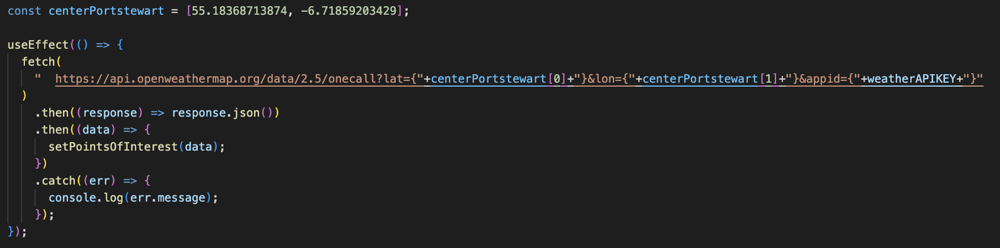 const centerPortstewart = [55.18368713874, -6.71859203429];
useEffect(() => {
fetch(
"  https://api.openweathermap.org/data/2.5/onecall?lat={"+centerPortstewart[0]+"}&lon={"+centerPortstewart[1]+"}&appid={"+weatherAPIKEY+"}"
)
.then((response) => response.json())
.then((data) => {
setPointsOfInterest(data);
})
.catch((err) => {
console.log(err.message);
});
});